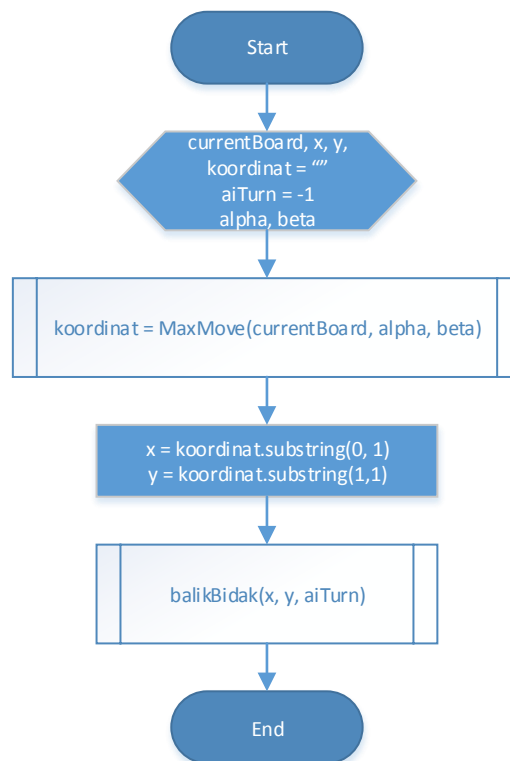 Start
currentBoard, x, y,
koordinat = “”
aiTurn = -1
alpha, beta
koordinat = MaxMove(currentBoard, alpha, beta)
x = koordinat.substring(0, 1)
y = koordinat.substring(1,1)
balikBidak(x, y, aiTurn)
End